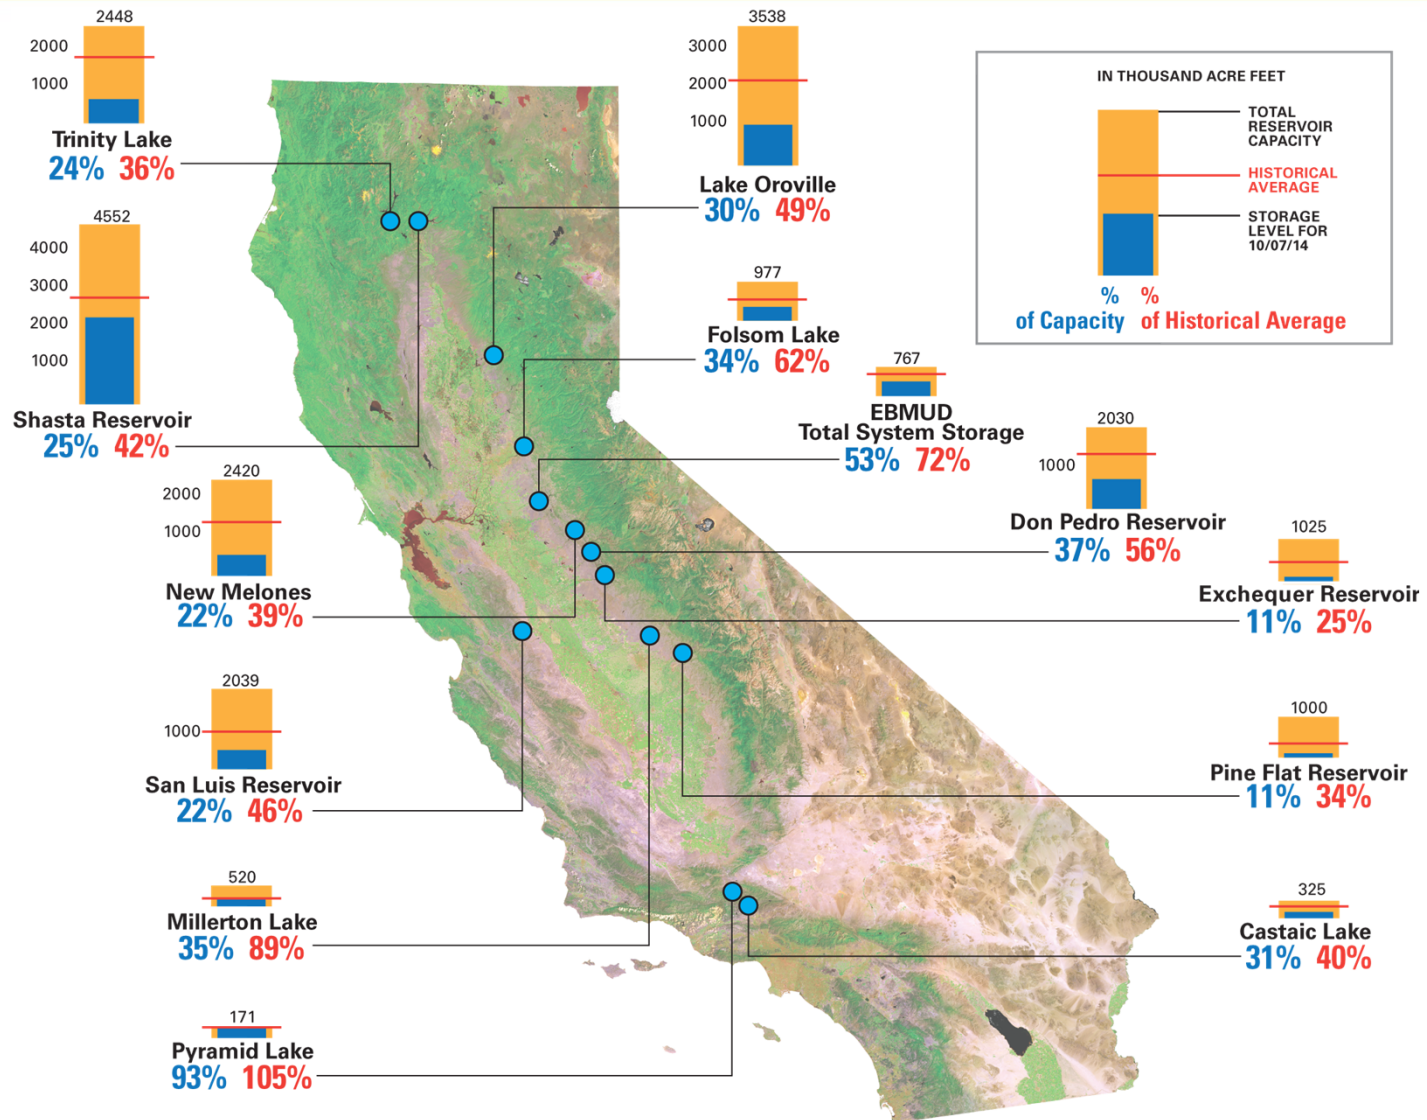 2448
2000
1000
Trinity Lake
24% 36%
4552
4000
3000
2000
1000
Shasta Reservoir
25% 42%
2420
2000
1000
New Melones
22% 39%
2039
1000
San Luis Reservoir
22% 46%
520
Millerton Lake
35% 89%
171
Pyramid Lake
93% 105%
3538
3000
2000
1000
Lake Oroville
30% 49%
977
Folsom Lake
34% 62%
767
EBMUD
Total System Storage
53% 72%
2030
1000
Don Pedro Reservoir
37% 56%
1025
Exchequer Reservoir
11% 25%
1000
Pine Flat Reservoir
11% 34%
325
Castaic Lake
31% 40%
IN THOUSAND ACRE FEET
TOTAL
RESERVOIR
CAPACITY
HISTORICAL
AVERAGE
STORAGE
LEVEL FOR
10/07/14
% %
of Capacity of Historical Average